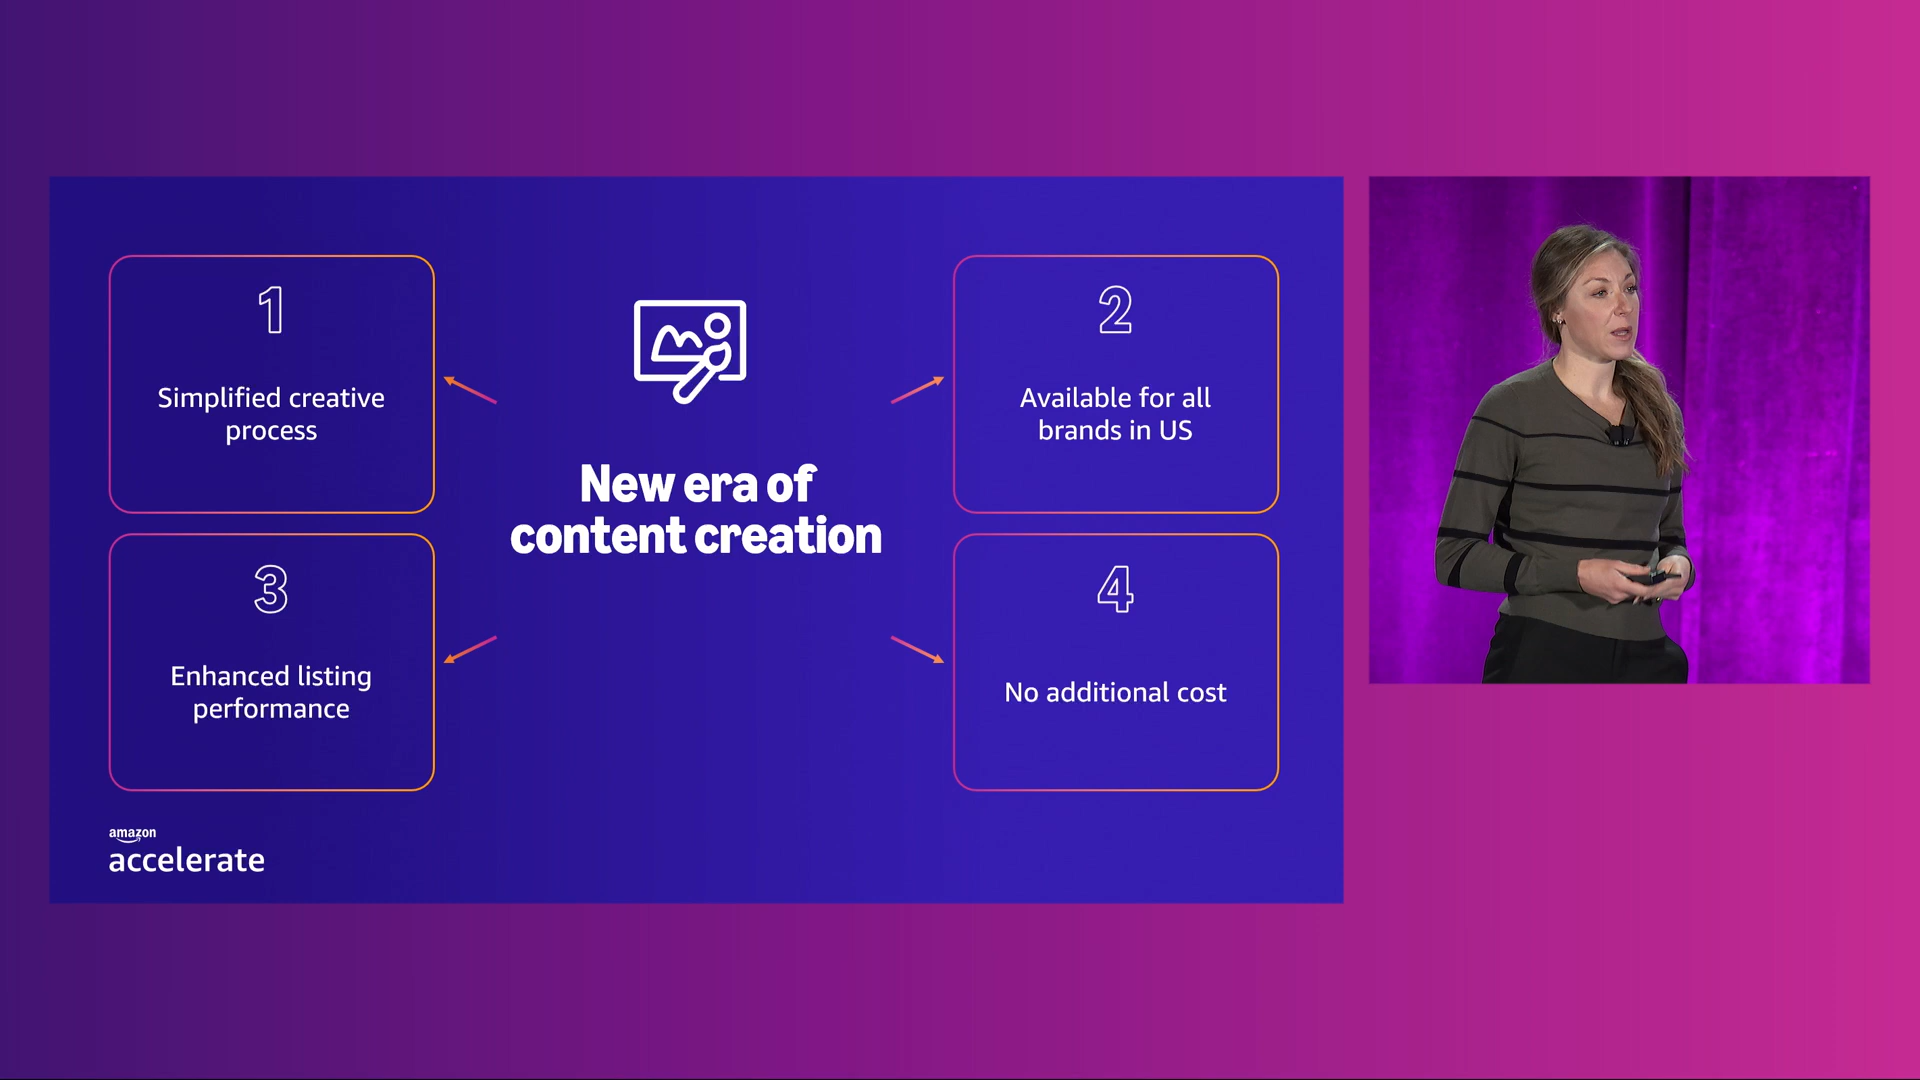 1
Simplified creative
process
2
Available for all
brands in US
New era of
content creation
3
Enhanced listing
performance
4
No additional cost
amazon
accelerate